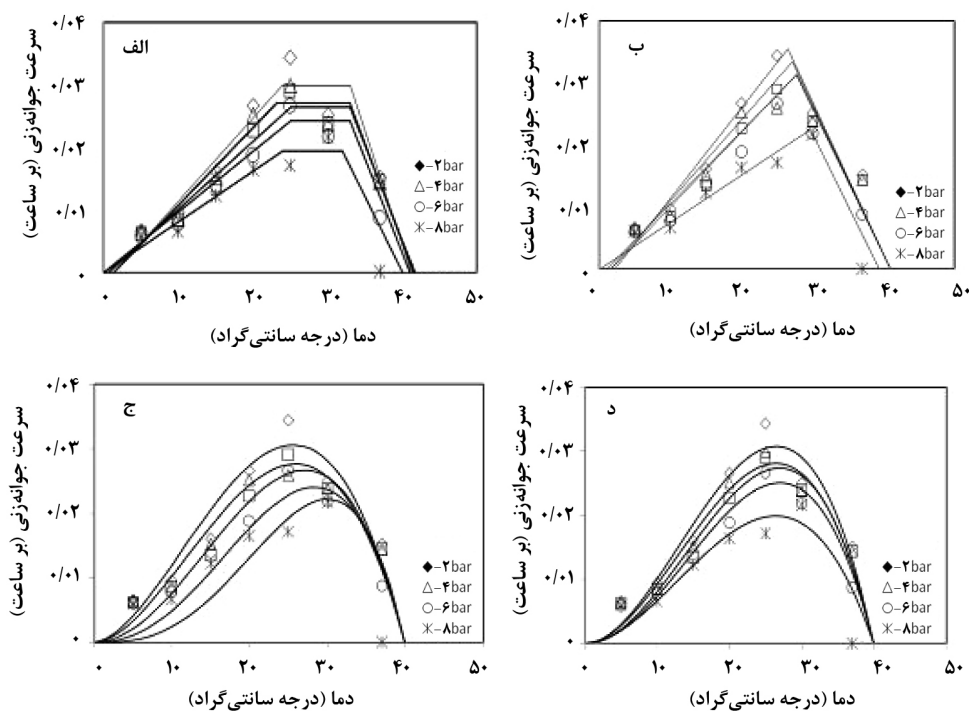 الف
سرعت جوانه‌زنی (بر ساعت)
۰/۰۴
۰/۰۳
۰/۰۲
۰/۰۱
۰
۰ ۱۰ ۲۰ ۳۰ ۴۰ ۵۰
دما (درجه سانتی‌گراد)
-۲bar
-۴bar
-۶bar
-۸bar
ب
سرعت جوانه‌زنی (بر ساعت)
۰/۰۴
۰/۰۳
۰/۰۲
۰/۰۱
۰
۰ ۱۰ ۲۰ ۳۰ ۴۰ ۵۰
دما (درجه سانتی‌گراد)
-۲bar
-۴bar
-۶bar
-۸bar
ج
سرعت جوانه‌زنی (بر ساعت)
۰/۰۴
۰/۰۳
۰/۰۲
۰/۰۱
۰
۰ ۱۰ ۲۰ ۳۰ ۴۰ ۵۰
دما (درجه سانتی‌گراد)
-۲bar
-۴bar
-۶bar
-۸bar
د
سرعت جوانه‌زنی (بر ساعت)
۰/۰۴
۰/۰۳
۰/۰۲
۰/۰۱
۰
۰ ۱۰ ۲۰ ۳۰ ۴۰ ۵۰
دما (درجه سانتی‌گراد)
-۲bar
-۴bar
-۶bar
-۸bar